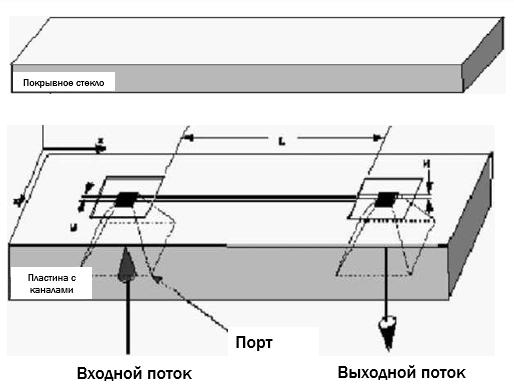 Покрывное стекло
x
L
H
Пластина с
каналами
Порт
Входной поток
Выходной поток